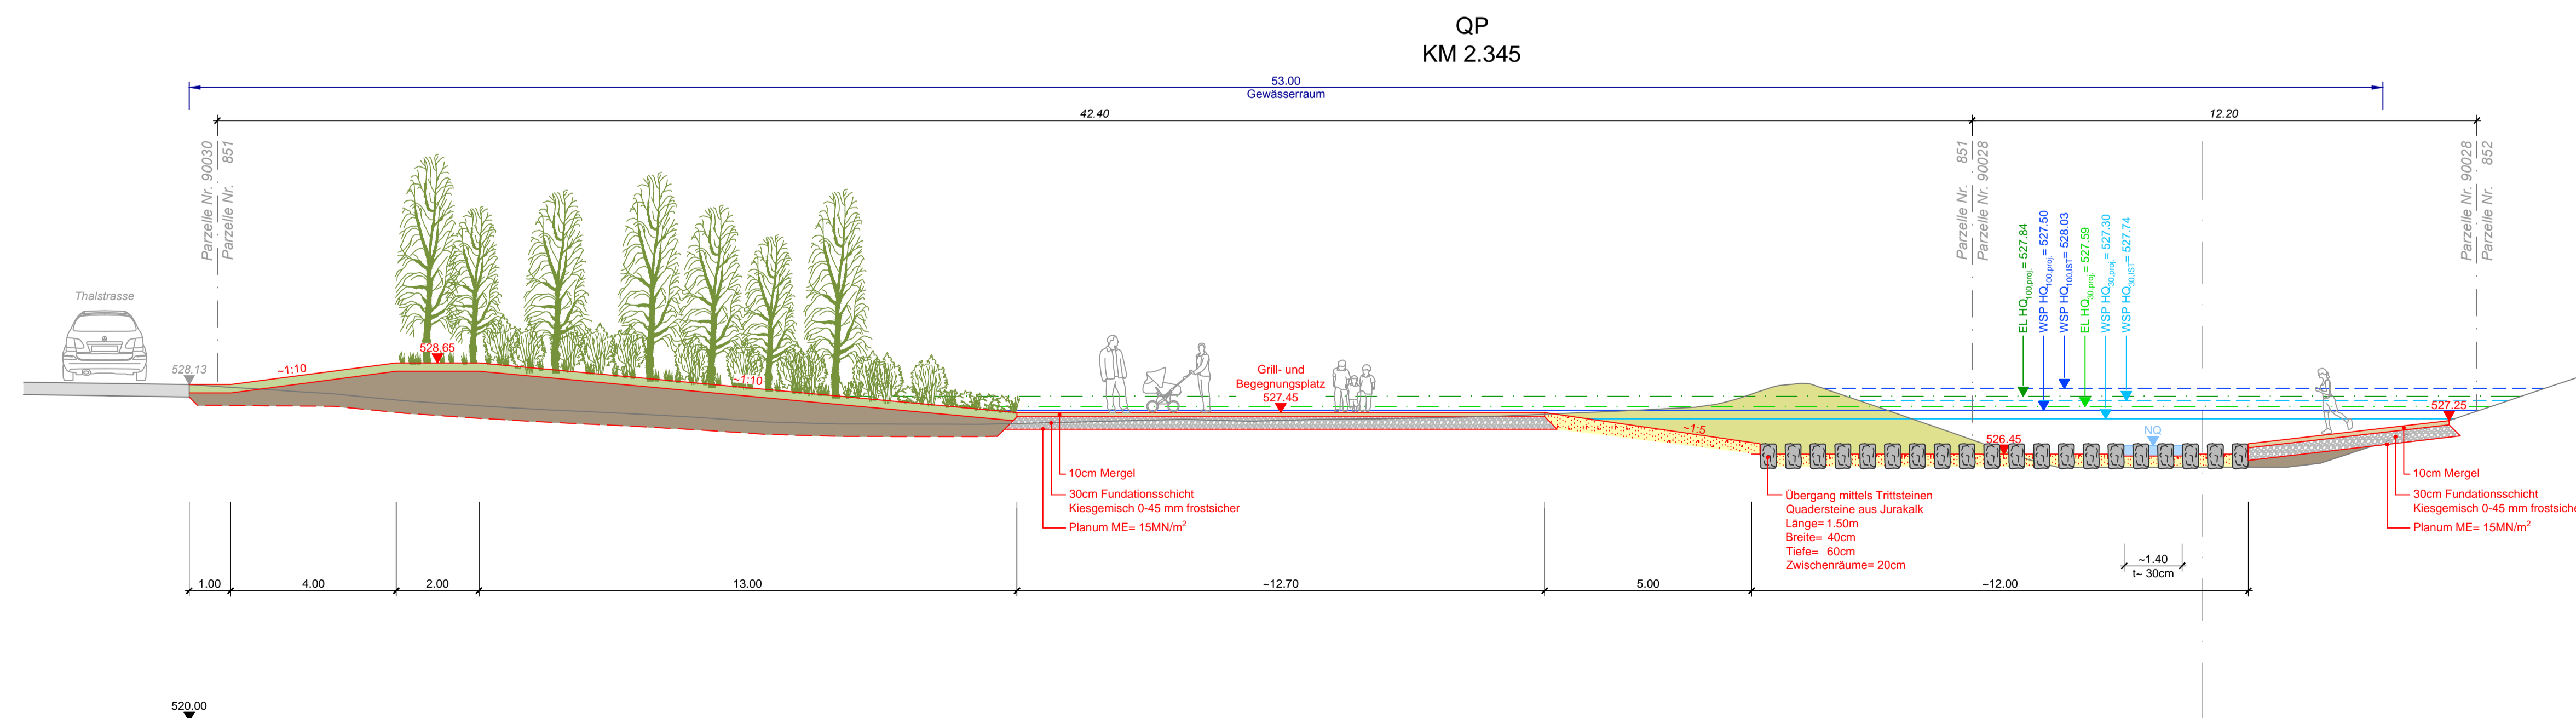 QP
KM 2.345
53.00
Gewässerraum
42.40
12.20
Parzelle Nr. 90030
Parzelle Nr. 851
Parzelle Nr. 851
Parzelle Nr. 90028
Parzelle Nr. 90028
Parzelle Nr. 852
EL HQ100,proj.= 527.84
WSP HQ100,proj.= 527.50
WSP HQ100,IST= 528.03
EL HQ30,proj.= 527.59
WSP HQ30,proj.= 527.30
WSP HQ30,IST= 527.74
Thalstrasse
528.13
~1:10
528.65
~1:10
Grill- und
Begegnungsplatz
527.45
~1:5
526.45
NQ
527.25
10cm Mergel
30cm Fundationsschicht
Kiesgemisch 0-45 mm frostsicher
Planum ME= 15MN/m²
Übergang mittels Trittsteinen
Quadersteine aus Jurakalk
Länge= 1.50m
Breite= 40cm
Tiefe= 60cm
Zwischenräume= 20cm
10cm Mergel
30cm Fundationsschicht
Kiesgemisch 0-45 mm frostsiche
Planum ME= 15MN/m²
~1.40
t~ 30cm
1.00
4.00
2.00
13.00
~12.70
5.00
~12.00
520.00